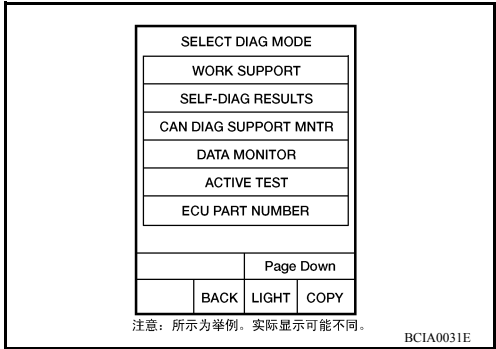 SELECT DIAG MODE
WORK SUPPORT
SELF-DIAG RESULTS
CAN DIAG SUPPORT MNTR
DATA MONITOR
ACTIVE TEST
ECU PART NUMBER
Page Down
BACK LIGHT COPY
注意：所示为举例。实际显示可能不同。
BCIA0031E